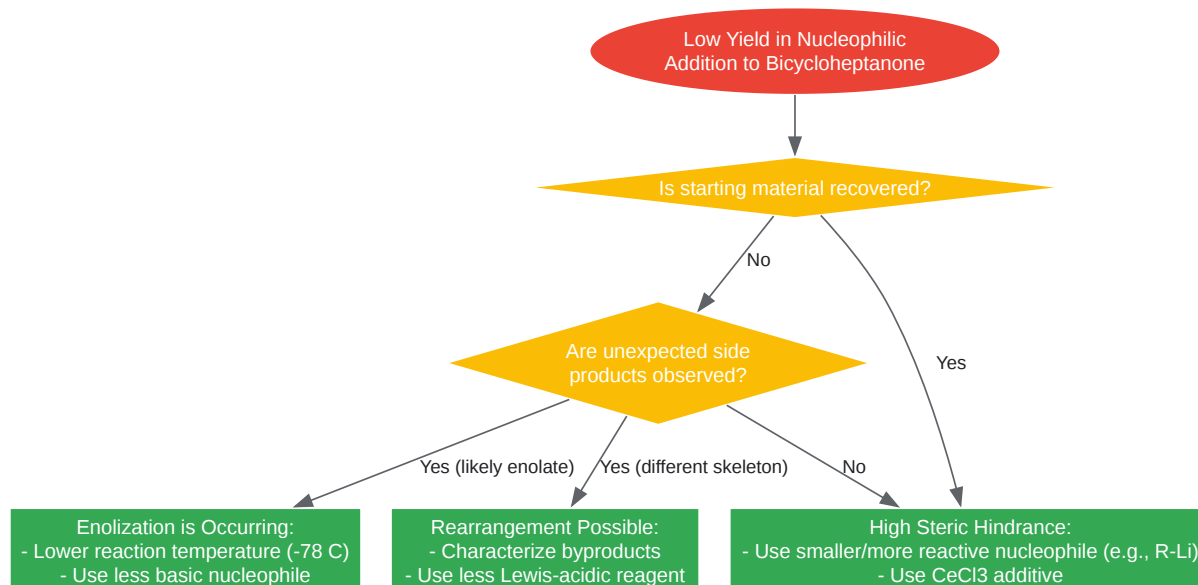 Low Yield in Nucleophilic
Addition to Bicycloheptanone
Is starting material recovered?
No
Yes
Are unexpected side
products observed?
Yes (likely enolate)
Yes (different skeleton)
No
Enolization is Occurring:
- Lower reaction temperature (-78 C)
- Use less basic nucleophile
Rearrangement Possible:
- Characterize byproducts
- Use less Lewis-acidic reagent
High Steric Hindrance:
- Use smaller/more reactive nucleophile (e.g., R-Li)
- Use CeCl3 additive